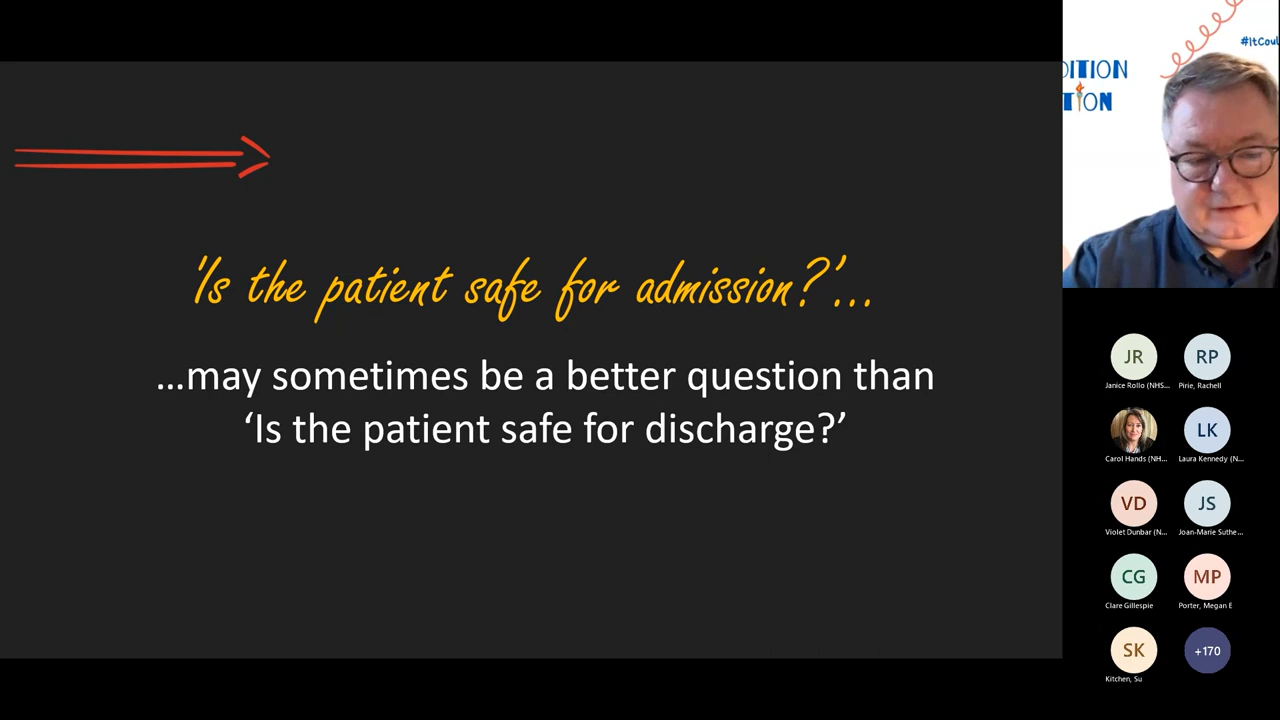 'Is the patient safe for admission?'...
...may sometimes be a better question than
'Is the patient safe for discharge?'
#ItCoul
DITION
TION
JR
RP
Janice Rollo (NHS...
Pirie, Rachell
LK
Carol Hands (NH...
Laura Kennedy (N...
VD
JS
Violet Dunbar (N...
Joan-Marie Suthe...
CG
MP
Clare Gillespie
Porter, Megan E
SK
+170
Kitchen, Su